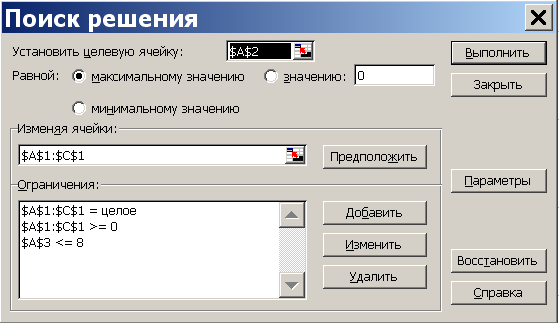 Поиск решения
Установить целевую ячейку: $A$2 Выполнить
Равной: максимальному значению значению: 0 Закрыть
минимальному значению
Изменяя ячейки:
$A$1:$C$1 Предположить
Ограничения: Параметры
$A$1:$C$1 = целое Добавить
$A$1:$C$1 >= 0 Изменить
$A$3 <= 8 Удалить
Восстановить
Справка